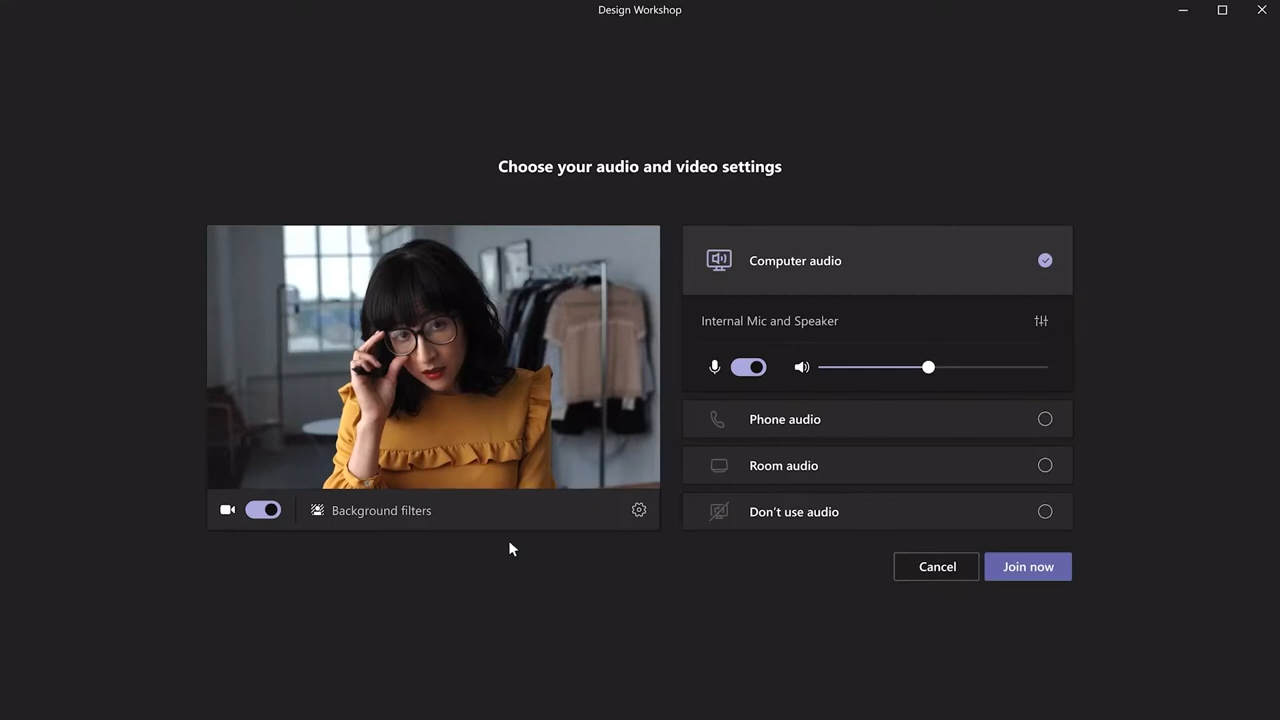 Design Workshop
Choose your audio and video settings
Computer audio
Internal Mic and Speaker
Phone audio
Room audio
Don't use audio
Background filters
Cancel
Join now